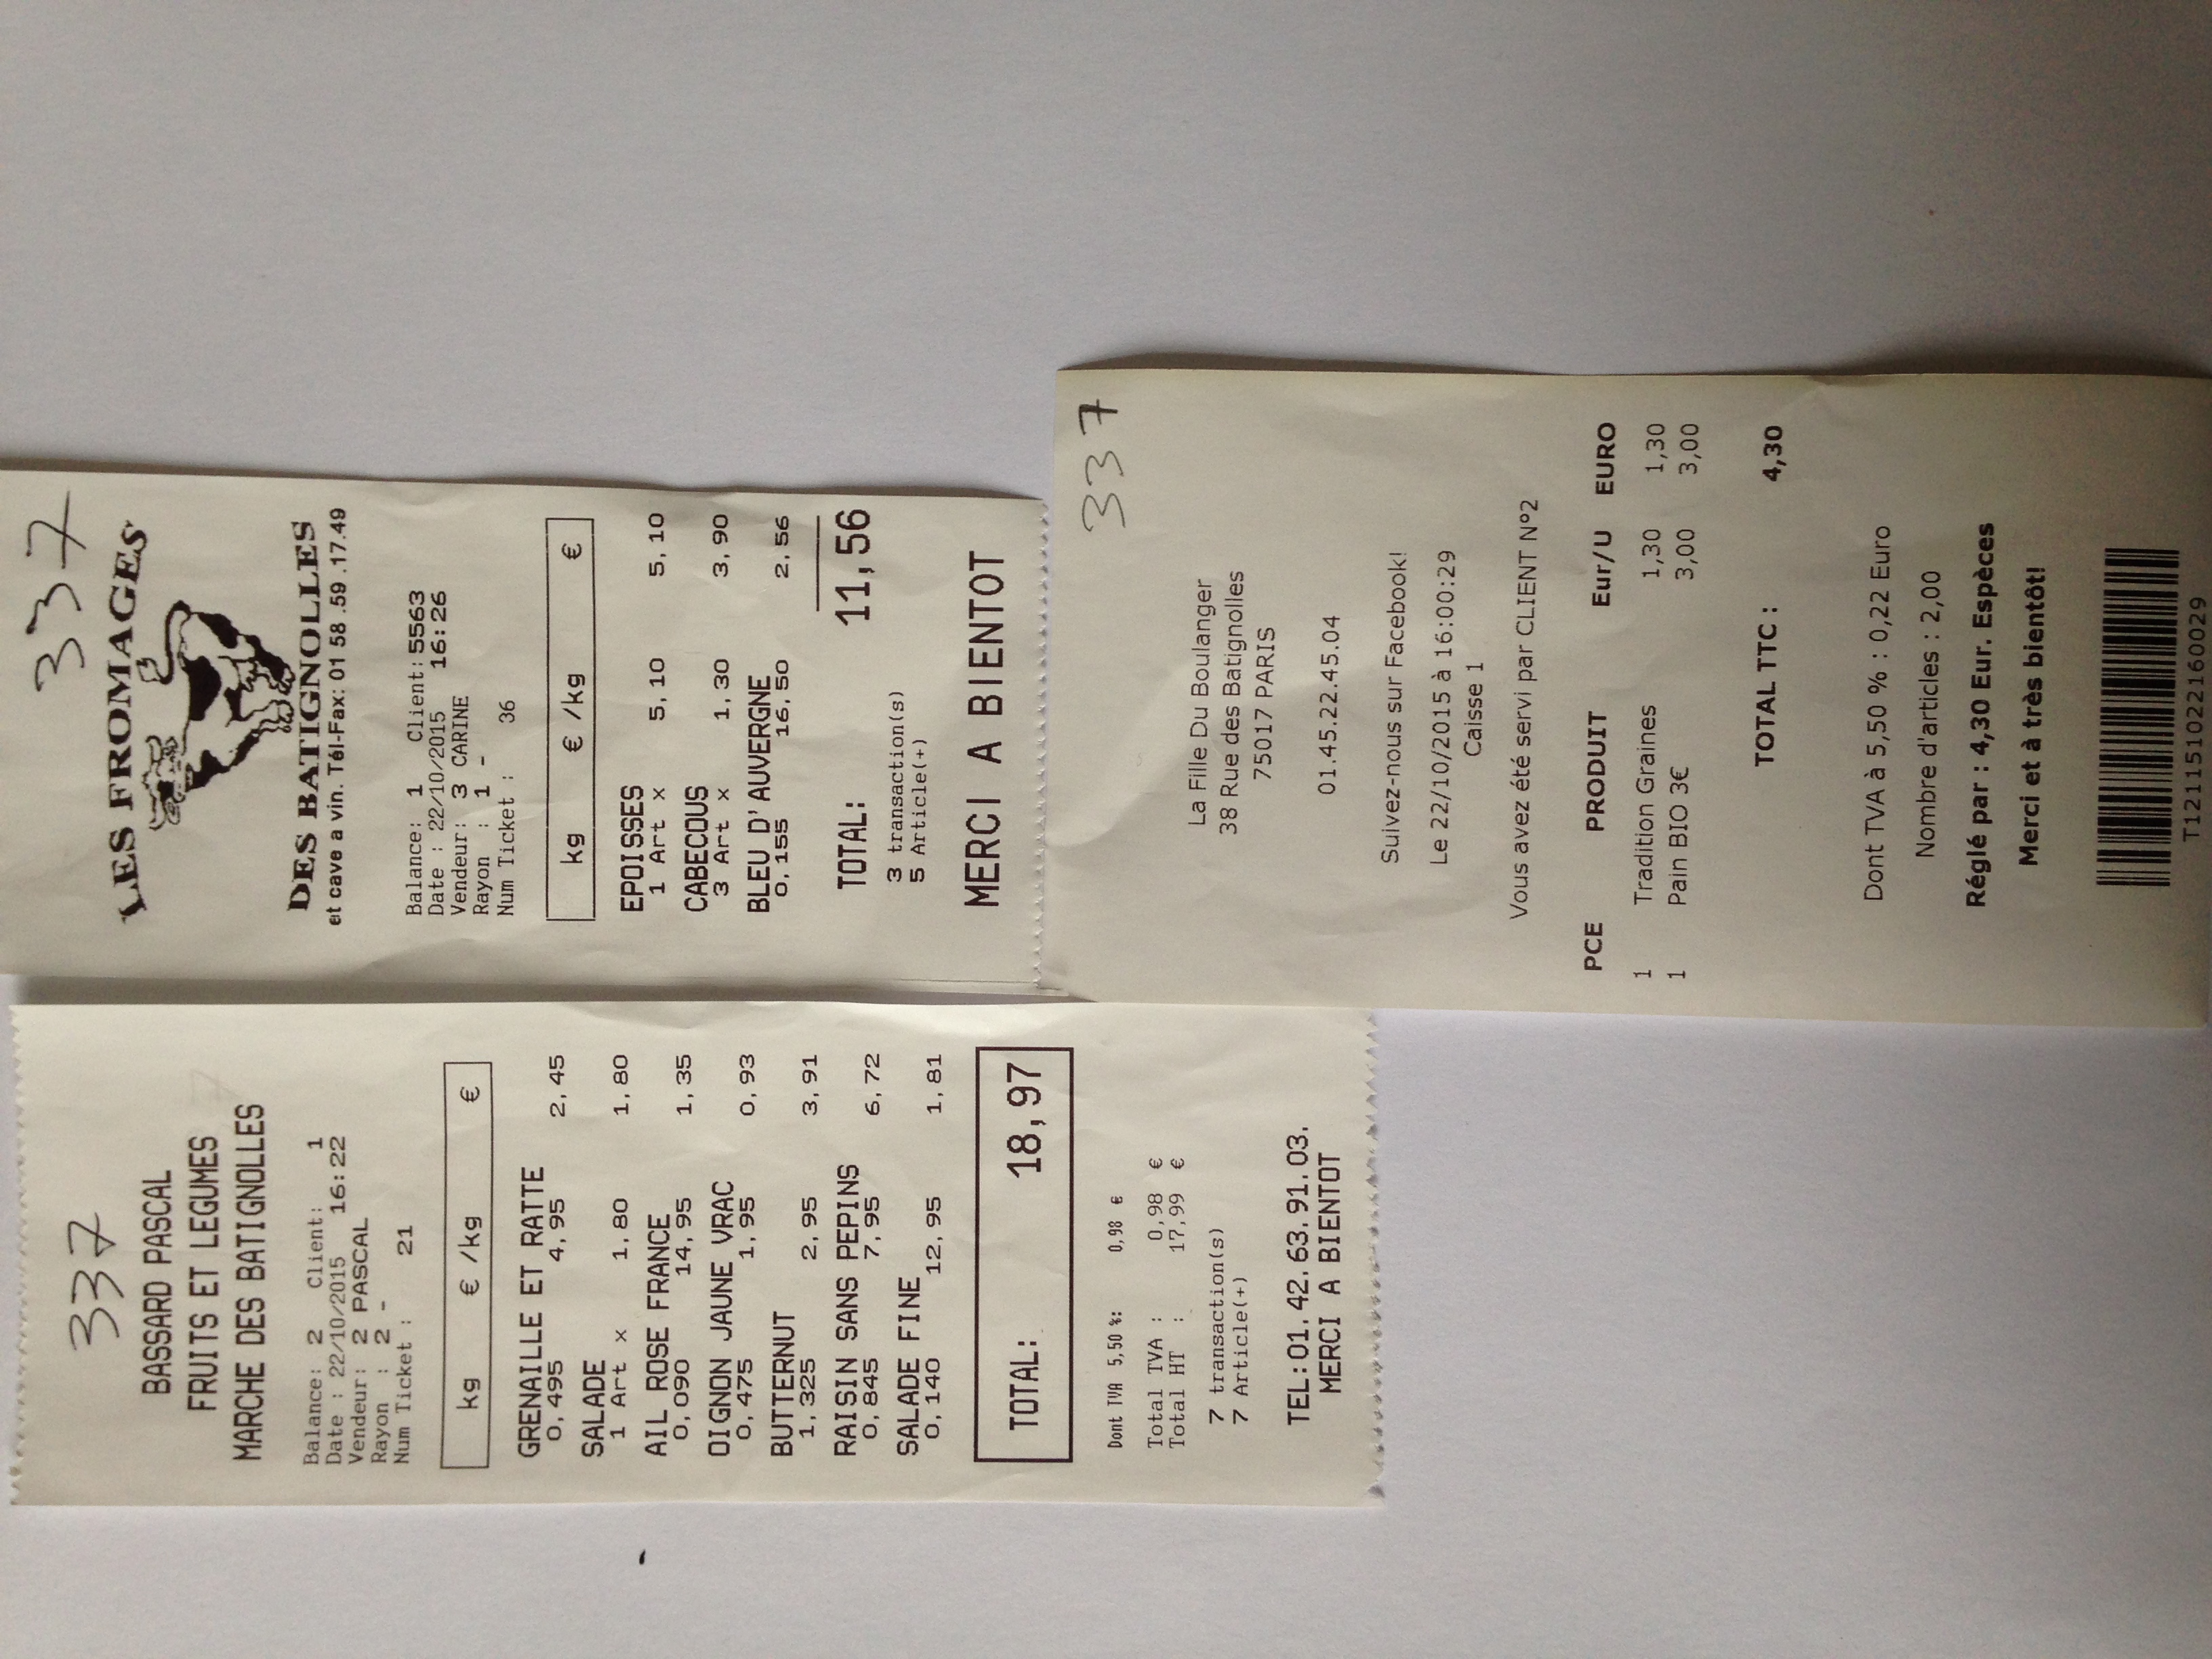 337
BASSARD PASCAL
FRUITS ET LEGUMES
MARCHE DES BATIGNOLLES
Balance: 2 Client: 1
Date : 22/10/2015 16:22
Vendeur: 2 PASCAL
Rayon : 2 -
Num Ticket : 21
kg € /kg €
GRENAILLE ET RATTE
0,495 4,95 2,45
SALADE
1 Art x 1,80 1,80
AIL ROSE FRANCE
0,090 14,95 1,35
OIGNON JAUNE VRAC
0,475 1,95 0,93
BUTTERNUT
1,325 2,95 3,91
RAISIN SANS PEPINS
0,845 7,95 6,72
SALADE FINE
0,140 12,95 1,81
TOTAL: 18,97
Dont TVA 5,50 %: 0,98 €
Total TVA : 0,98 €
Total HT : 17,99 €
7 transaction(s)
7 Article(+)
TEL:01.42.63.91.03.
MERCI A BIENTOT
337
LES FROMAGES
DES BATIGNOLLES
et cave a vin. Tél-Fax: 01 58 .59 .17.49
Balance: 1 Client:5563
Date : 22/10/2015 16:26
Vendeur: 3 CARINE
Rayon : 1 -
Num Ticket : 36
kg € /kg €
EPOISSES
1 Art x 5,10 5,10
CABECOUS
3 Art x 1,30 3,90
BLEU D'AUVERGNE
0,155 16,50 2,56
TOTAL: 11,56
3 transaction(s)
5 Article(+)
MERCI A BIENTOT
337
La Fille Du Boulanger
38 Rue des Batignolles
75017 PARIS
01.45.22.45.04
Suivez-nous sur Facebook!
Le 22/10/2015 à 16:00:29
Caisse 1
Vous avez été servi par CLIENT N°2
PCE PRODUIT Eur/U EURO
1 Tradition Graines 1,30 1,30
1 Pain BIO 3€ 3,00 3,00
TOTAL TTC : 4,30
Dont TVA à 5,50 % : 0,22 Euro
Nombre d'articles : 2,00
Réglé par : 4,30 Eur. Espèces
Merci et à très bientôt!
T121151022160029